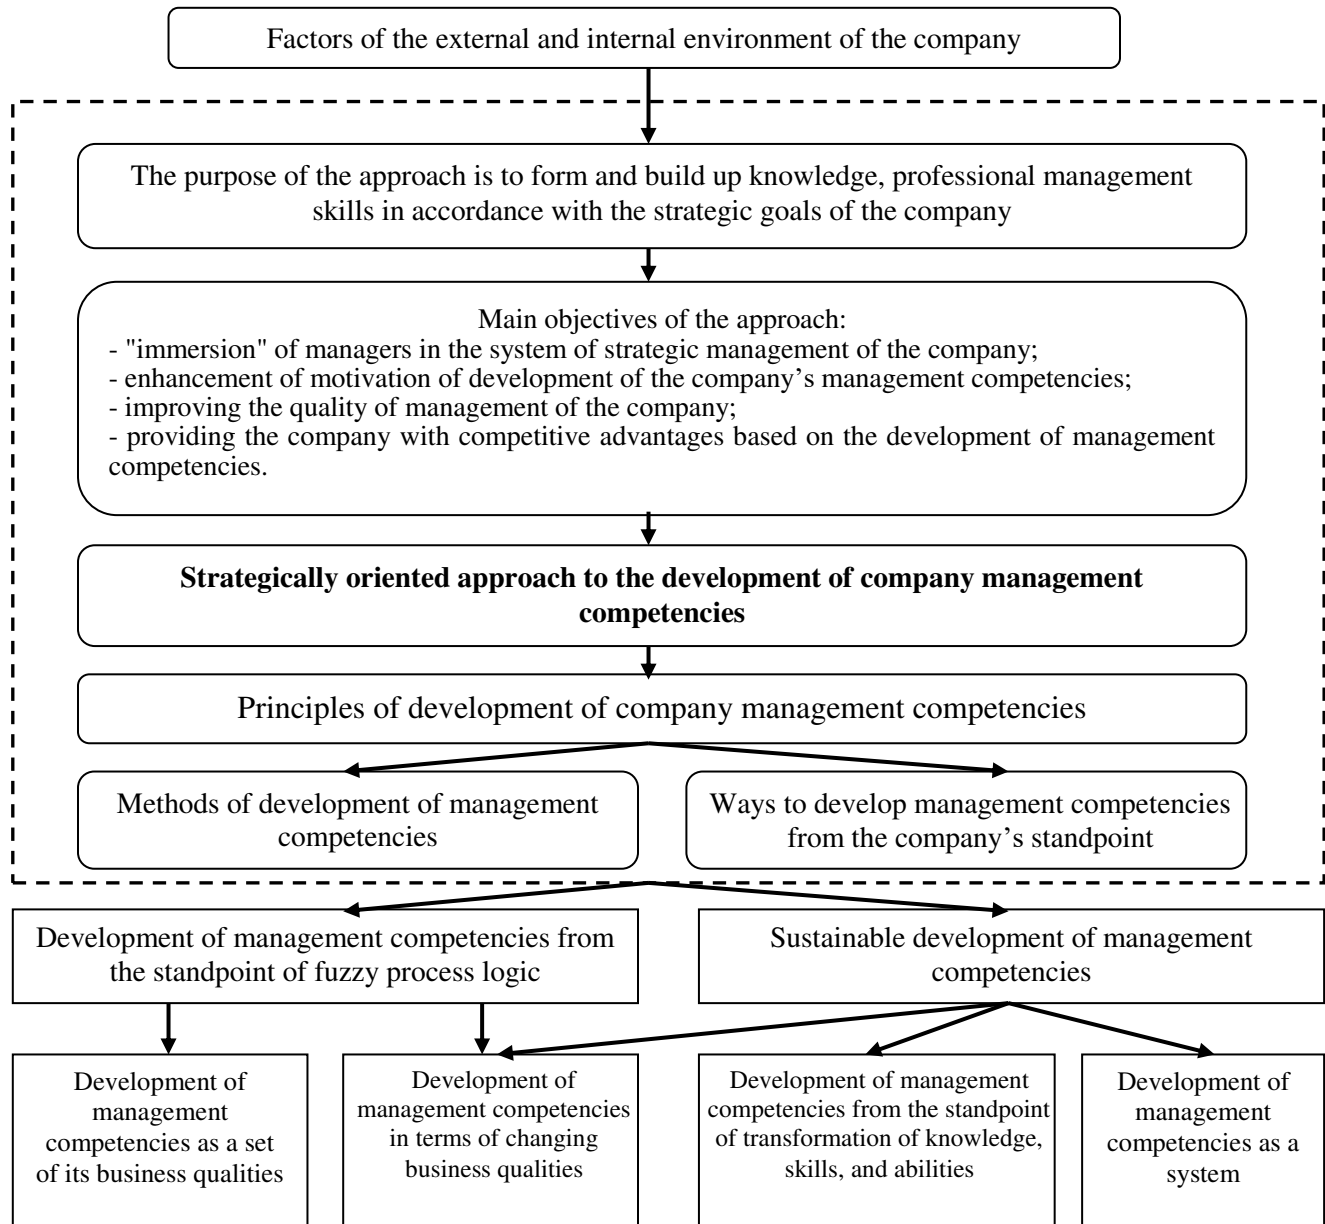 Factors of the external and internal environment of the company
The purpose of the approach is to form and build up knowledge, professional management
skills in accordance with the strategic goals of the company
Main objectives of the approach:
- "immersion" of managers in the system of strategic management of the company;
- enhancement of motivation of development of the company’s management competencies;
- improving the quality of management of the company;
- providing the company with competitive advantages based on the development of management
competencies.
Strategically oriented approach to the development of company management
competencies
Principles of development of company management competencies
Methods of development of management
competencies
Ways to develop management competencies
from the company’s standpoint
Development of management competencies from
the standpoint of fuzzy process logic
Sustainable development of management
competencies
Development of
management
competencies as a set
of its business qualities
Development of
management competencies
in terms of changing
business qualities
Development of management
competencies from the standpoint
of transformation of knowledge,
skills, and abilities
Development of
management
competencies as a
system